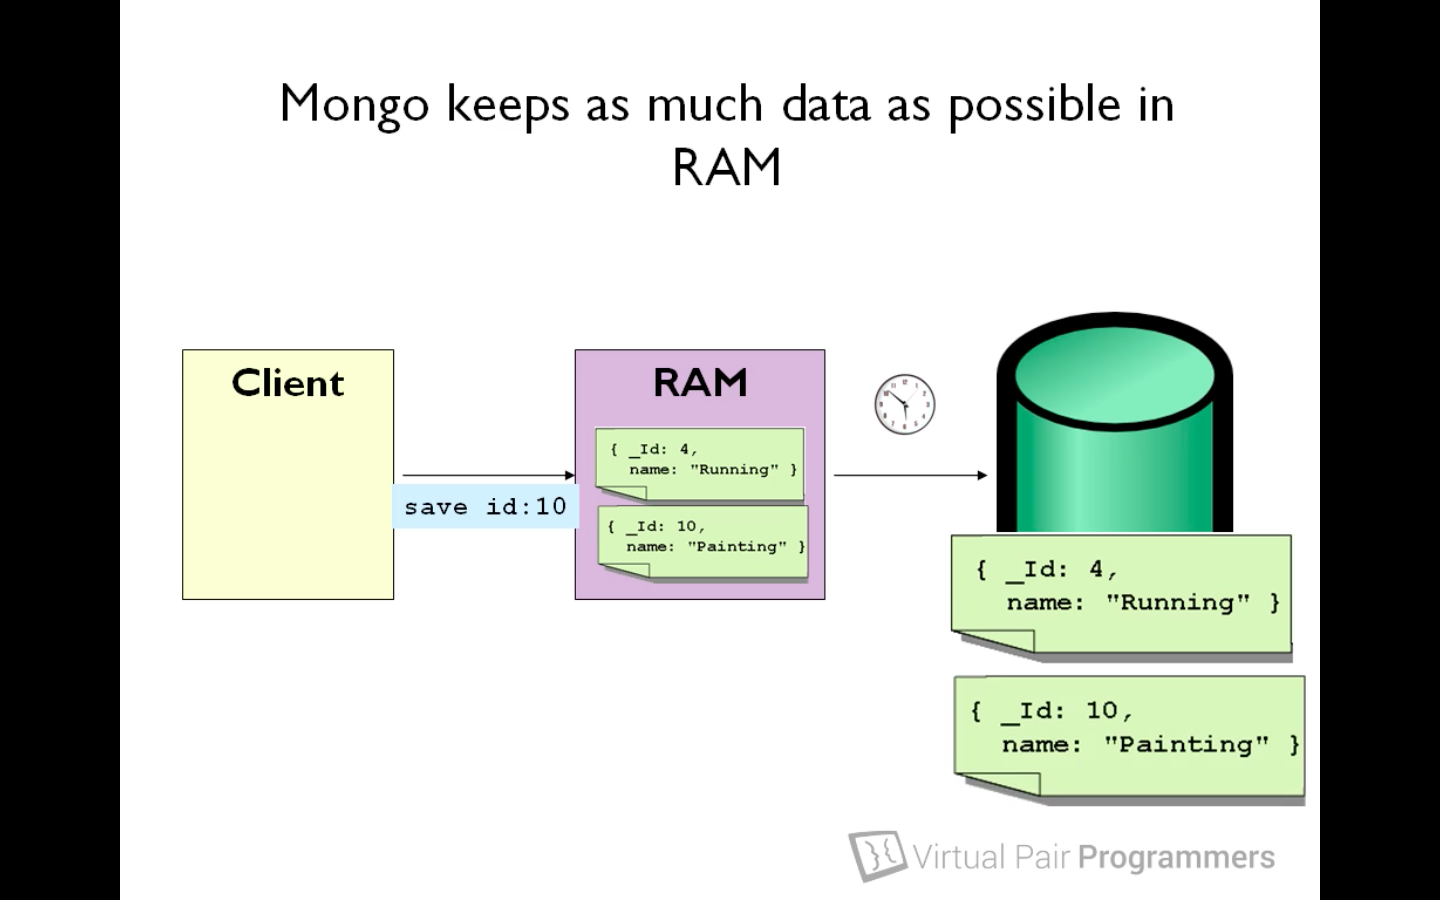 Mongo keeps as much data as possible in
RAM
Client
save id:10
RAM
{ _Id: 4,
name: "Running" }
{ _Id: 10,
name: "Painting" }
{ _Id: 4,
name: "Running" }
{ _Id: 10,
name: "Painting" }
Virtual Pair Programmers